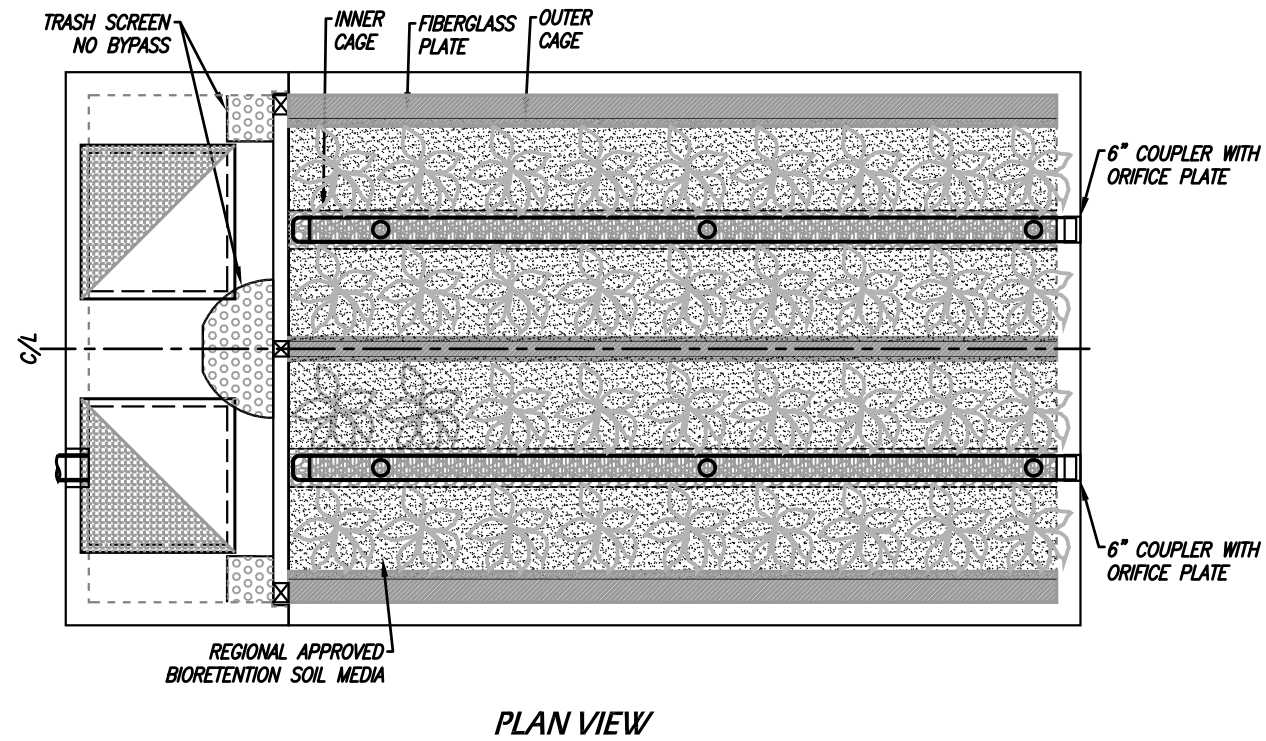 TRASH SCREEN
NO BYPASS
INNER
CAGE
FIBERGLASS
PLATE
OUTER
CAGE
6" COUPLER WITH
ORIFICE PLATE
C/L
6" COUPLER WITH
ORIFICE PLATE
REGIONAL APPROVED
BIORETENTION SOIL MEDIA
PLAN VIEW